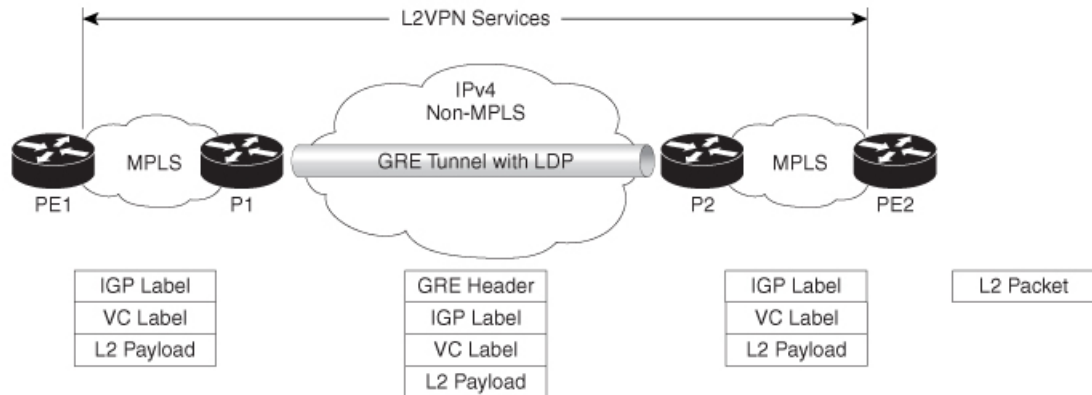 L2VPN Services
IPv4
Non-MPLS
MPLS
GRE Tunnel with LDP
MPLS
PE1
P1
P2
PE2
IGP Label
VC Label
L2 Payload
GRE Header
IGP Label
VC Label
L2 Payload
IGP Label
VC Label
L2 Payload
L2 Packet